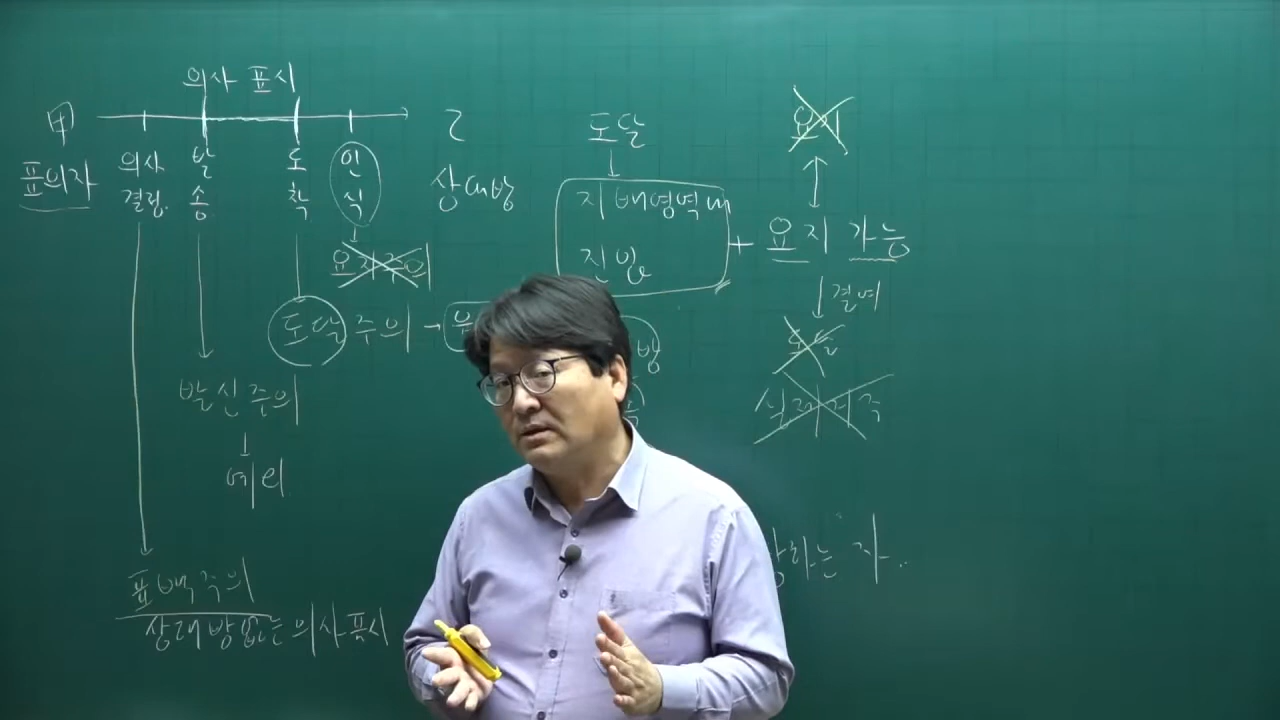 의사 표시
甲
乙
표의자
의사
결립
발
송
도
착
인
식
상대방
요지주의
도달 주의 →
발신주의
예외
표백주의
상대방없는 의사표시
도달
지배영역내
진입
+ 요지 가능
요지
결여
도달
하는 자..